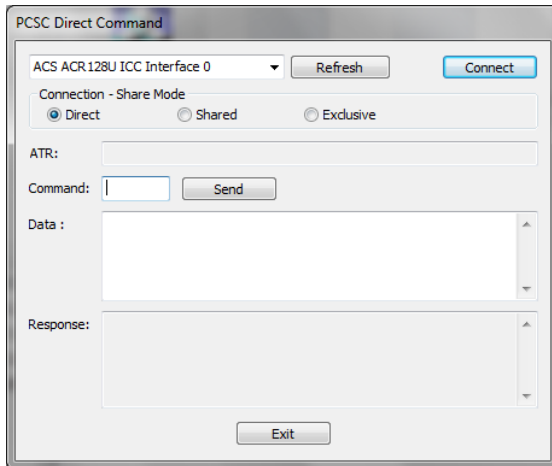 PCSC Direct Command
ACS ACR128U ICC Interface 0 Refresh Connect
Connection - Share Mode
Direct Shared Exclusive
ATR:
Command: Send
Data :
Response:
Exit